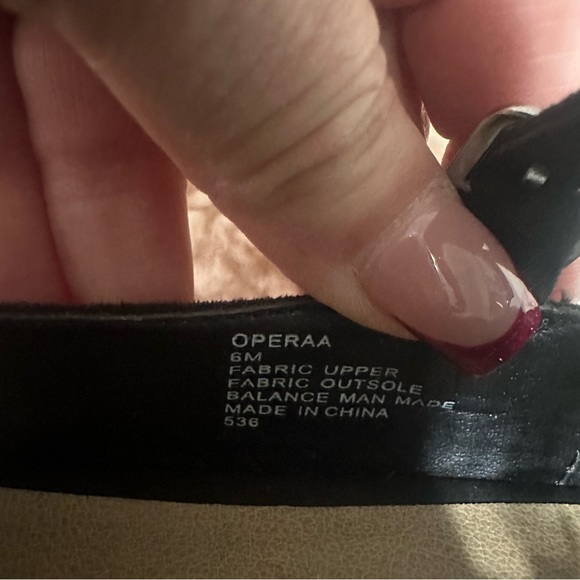 OPERAA
6M
FABRIC UPPER
FABRIC OUTSOLE
BALANCE MAN MADE
MADE IN CHINA
536